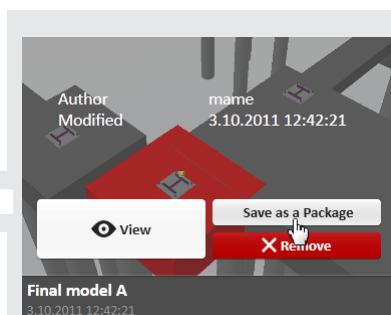 Author mame
Modified 3.10.2011 12:42:21
View
Save as a Package
Remove
Final model A
3.10.2011 12:42:21